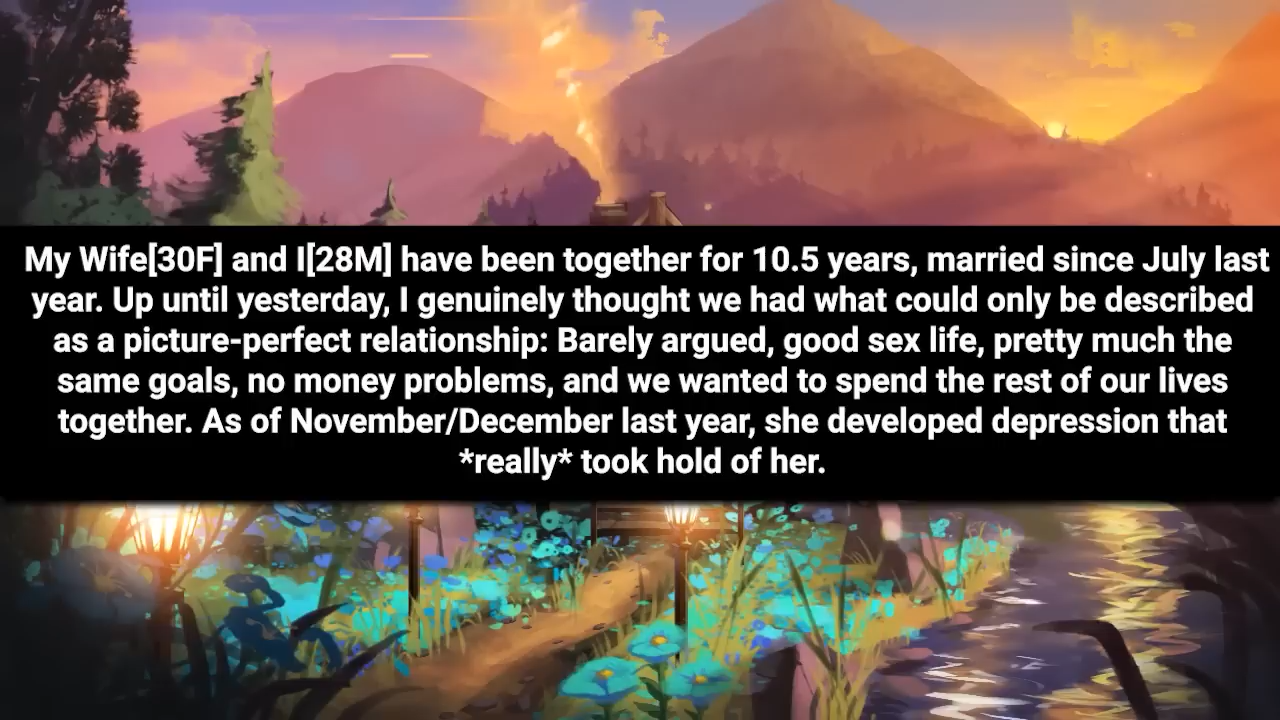 My Wife[30F] and I[28M] have been together for 10.5 years, married since July last
year. Up until yesterday, I genuinely thought we had what could only be described
as a picture-perfect relationship: Barely argued, good sex life, pretty much the
same goals, no money problems, and we wanted to spend the rest of our lives
together. As of November/December last year, she developed depression that
*really* took hold of her.